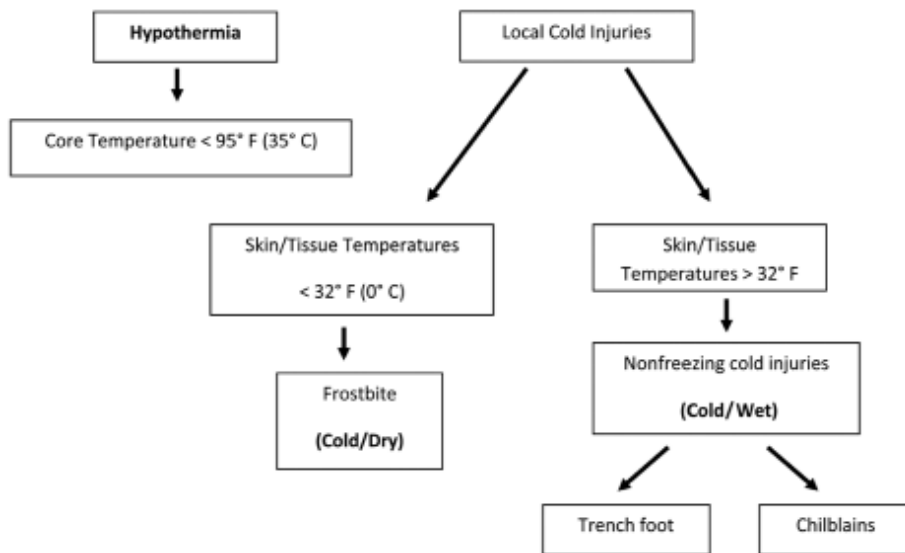 Hypothermia
Local Cold Injuries
Core Temperature < 95° F (35° C)
Skin/Tissue Temperatures
< 32° F (0° C)
Skin/Tissue
Temperatures > 32° F
Frostbite
(Cold/Dry)
Nonfreezing cold injuries
(Cold/Wet)
Trench foot
Chilblains